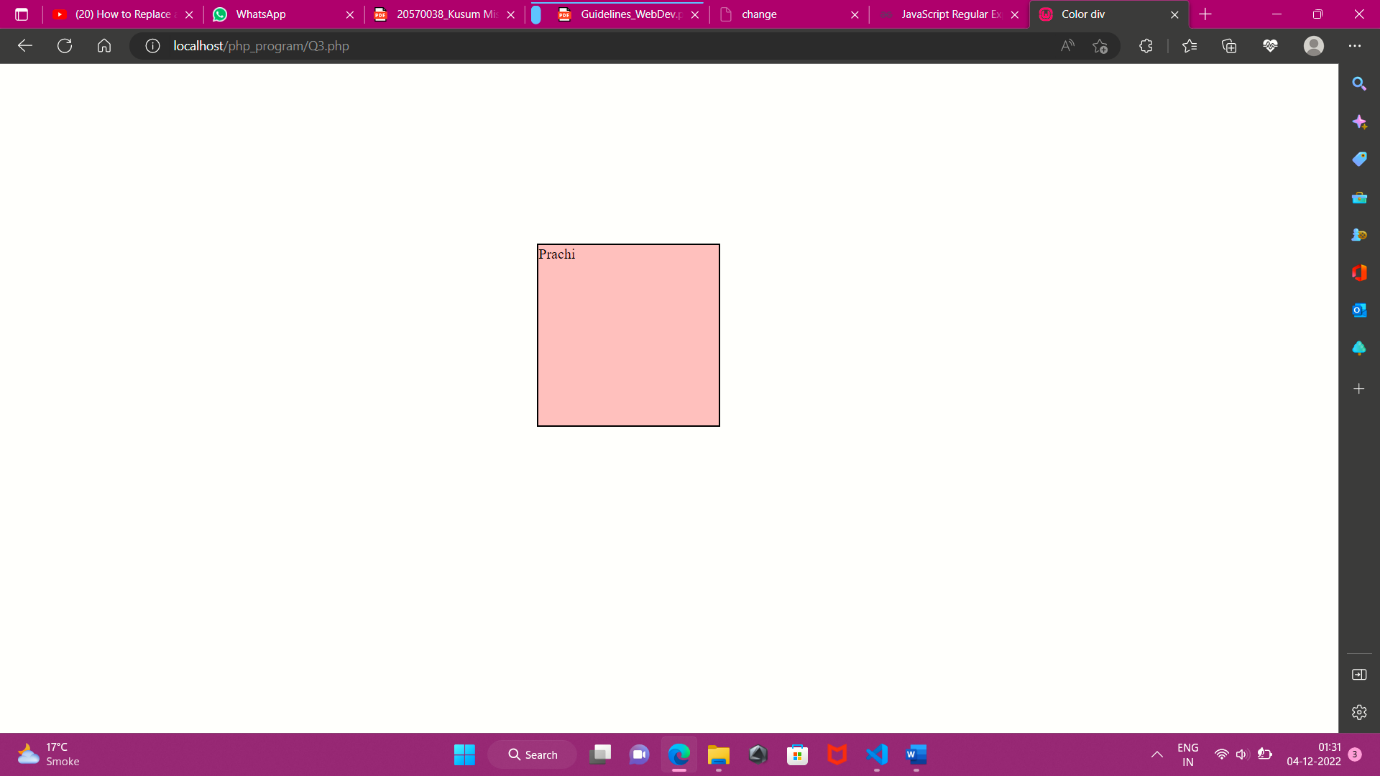 (20) How to Replace
WhatsApp
20570038_Kusum Mis
Guidelines_WebDev.p
change
JavaScript Regular Ex
Color div
localhost/php_program/Q3.php
Prachi
17°C
Smoke
Search
ENG
IN
01:31
04-12-2022
3